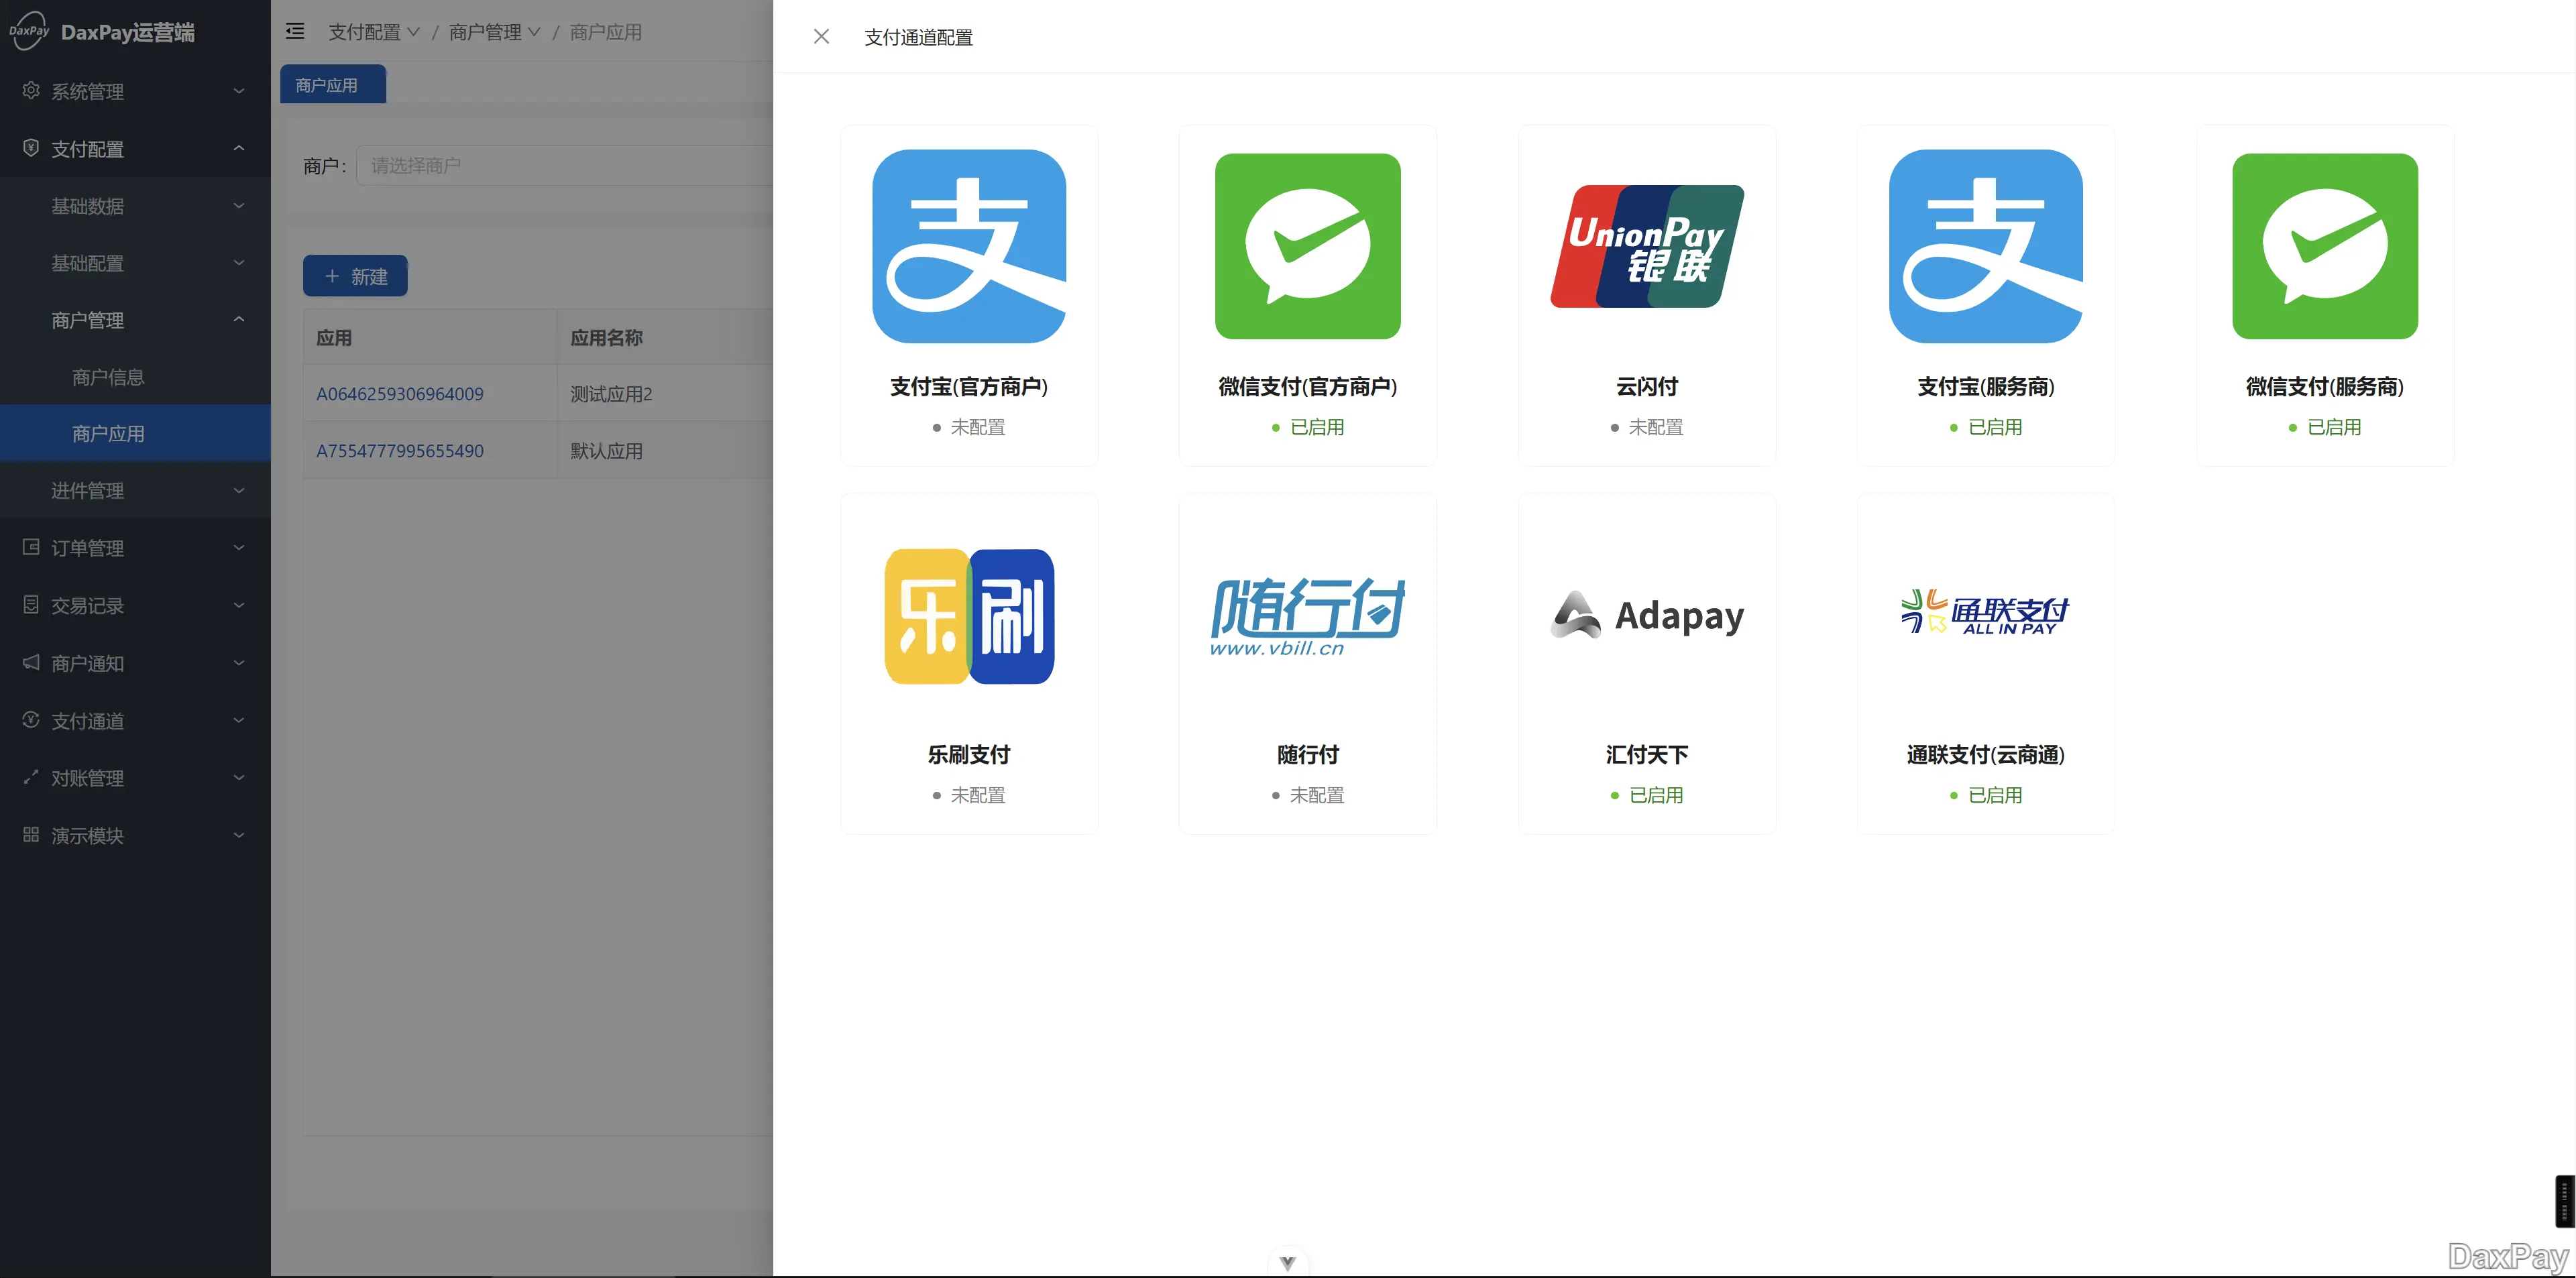 DaxPay
DaxPay运营端
系统管理
支付配置
基础数据
基础配置
商户管理
商户信息
商户应用
进件管理
订单管理
交易记录
商户通知
支付通道
对账管理
演示模块
支付配置 / 商户管理 / 商户应用
商户应用
商户: 请选择商户
+ 新建
应用 应用名称
A0646259306964009 测试应用2
A7554777995655490 默认应用
支付通道配置
支
UnionPay
银联
支
支付宝(官方商户)
未配置
微信支付(官方商户)
已启用
云闪付
未配置
支付宝(服务商)
已启用
微信支付(服务商)
已启用
乐刷
乐刷支付
未配置
随行付
www.vbill.cn
随行付
未配置
Adapay
汇付天下
已启用
通联支付
ALL IN PAY
通联支付(云商通)
已启用
DaxPay